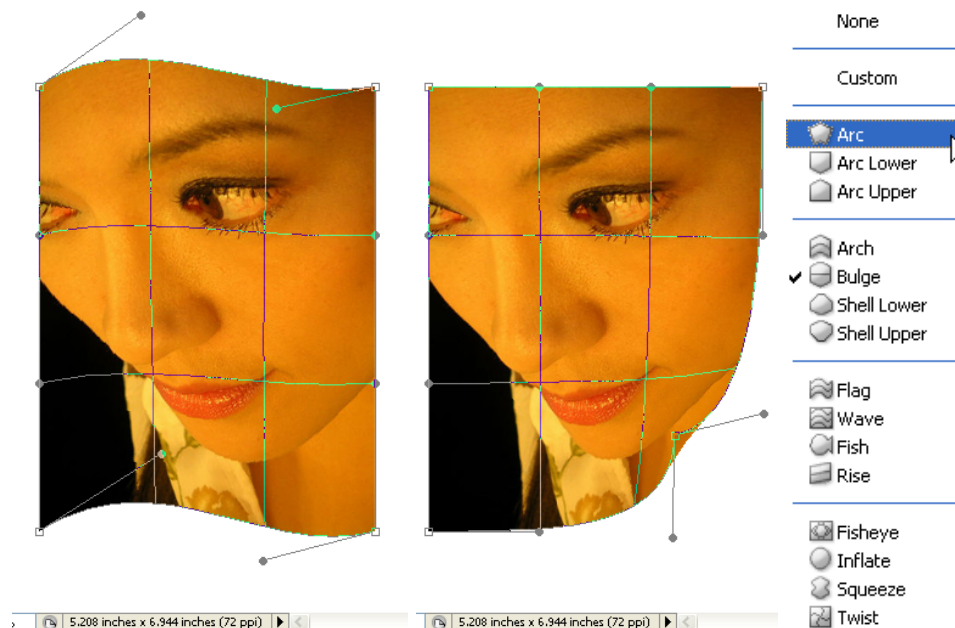 None
Custom
Arc
Arc Lower
Arc Upper
Arch
Bulge
Shell Lower
Shell Upper
Flag
Wave
Fish
Rise
Fisheye
Inflate
Squeeze
Twist
5.208 inches x 6.944 inches (72 ppi)
5.208 inches x 6.944 inches (72 ppi)